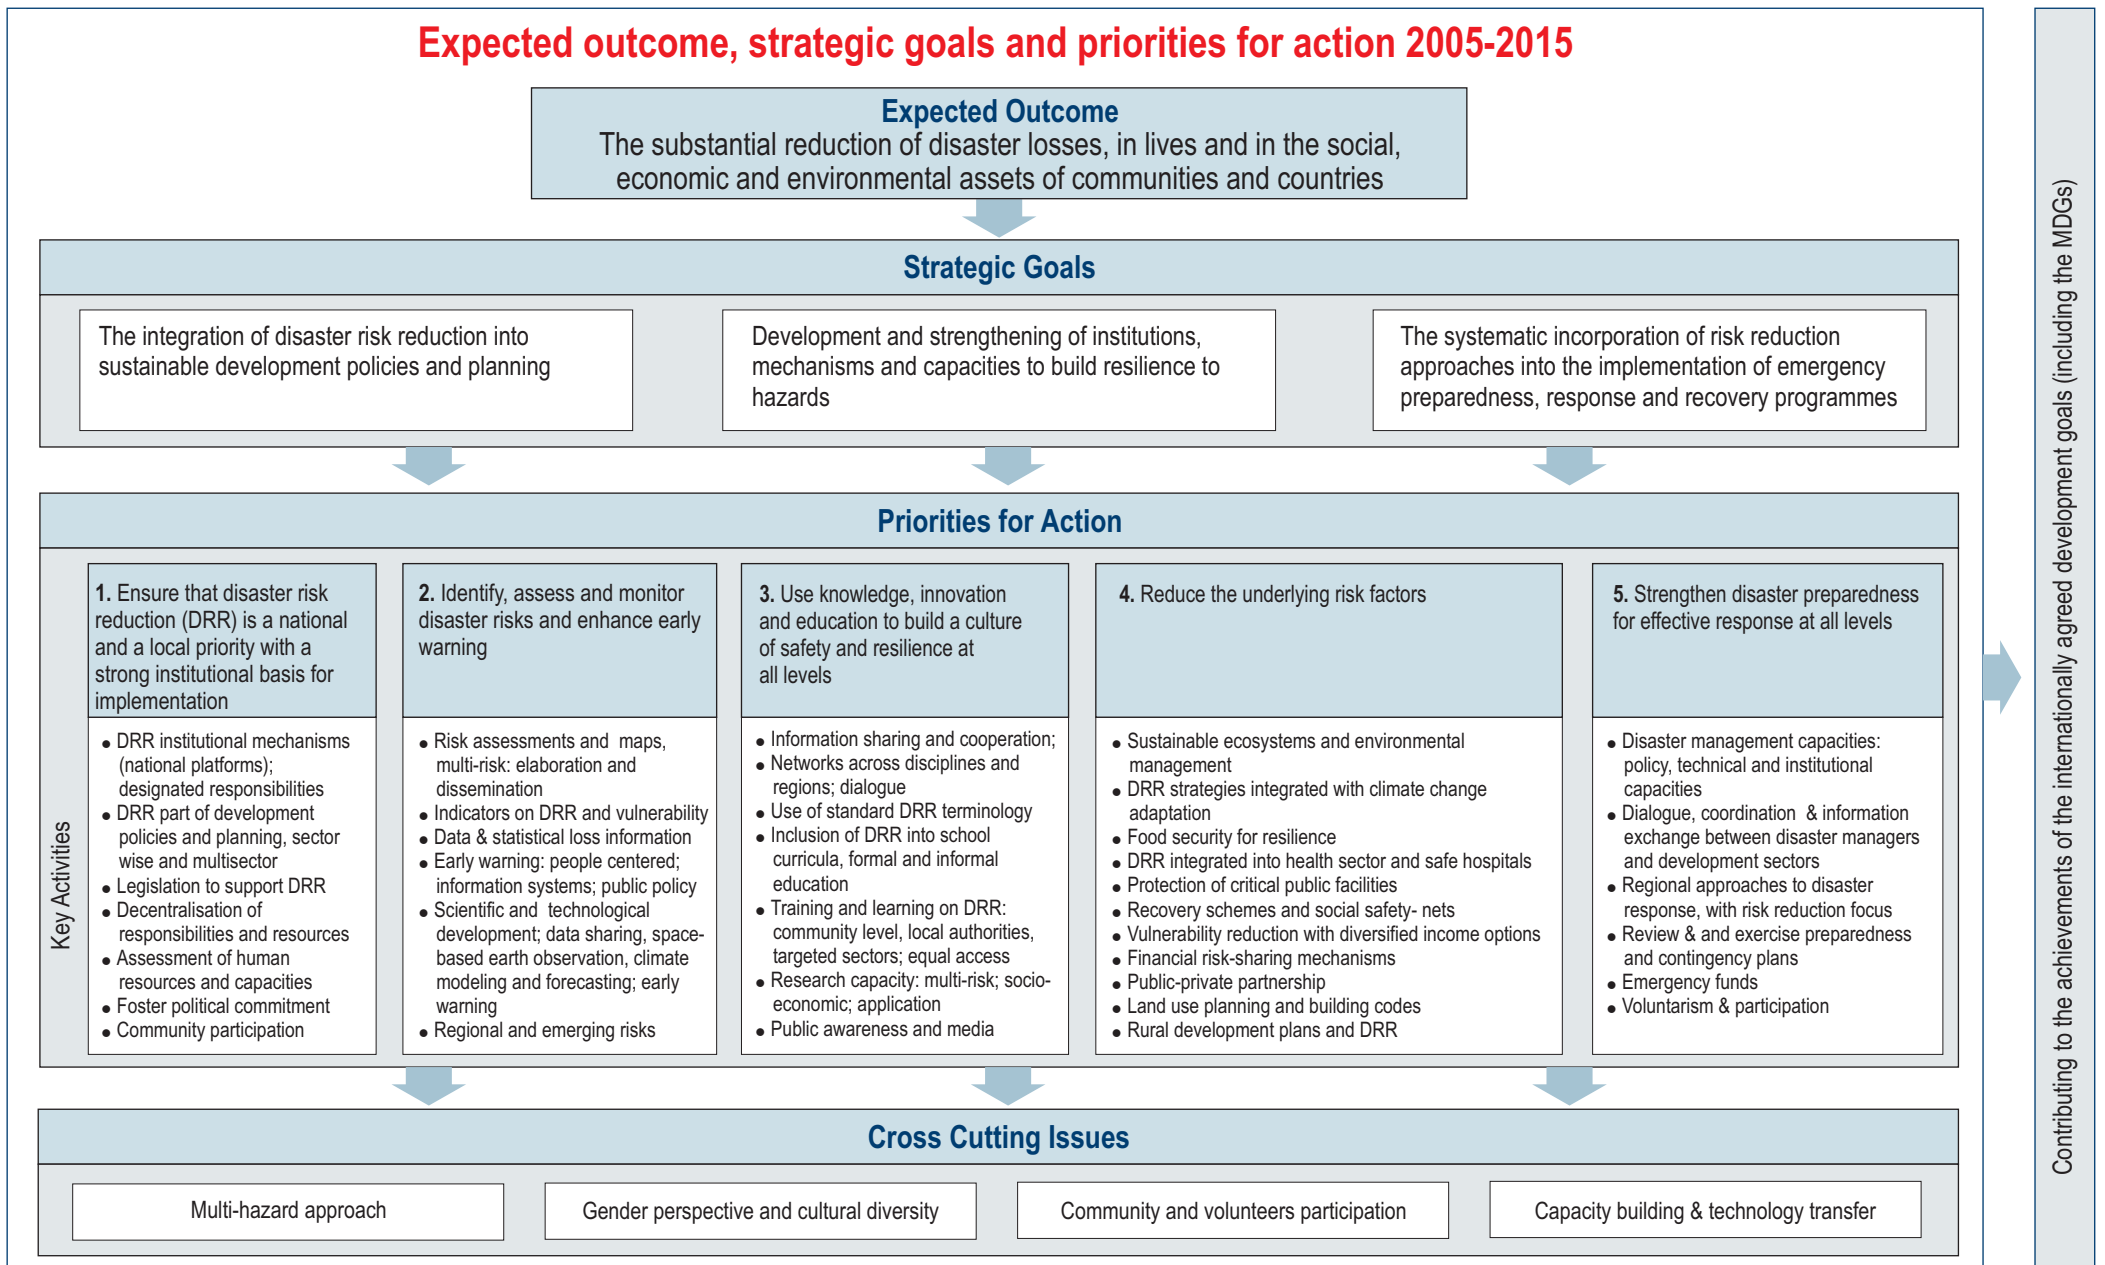 Expected outcome, strategic goals and priorities for action 2005-2015
Expected Outcome
The substantial reduction of disaster losses, in lives and in the social,
economic and environmental assets of communities and countries
Strategic Goals
The integration of disaster risk reduction into
sustainable development policies and planning
Development and strengthening of institutions,
mechanisms and capacities to build resilience to
hazards
The systematic incorporation of risk reduction
approaches into the implementation of emergency
preparedness, response and recovery programmes
Priorities for Action
Key Activities
1. Ensure that disaster risk
reduction (DRR) is a national
and a local priority with a
strong institutional basis for
implementation
● DRR institutional mechanisms
(national platforms);
designated responsibilities
● DRR part of development
policies and planning, sector
wise and multisector
● Legislation to support DRR
● Decentralisation of
responsibilities and resources
● Assessment of human
resources and capacities
● Foster political commitment
● Community participation
2. Identify, assess and monitor
disaster risks and enhance early
warning
● Risk assessments and maps,
multi-risk: elaboration and
dissemination
● Indicators on DRR and vulnerability
● Data & statistical loss information
● Early warning: people centered;
information systems; public policy
● Scientific and technological
development; data sharing, space-
based earth observation, climate
modeling and forecasting; early
warning
● Regional and emerging risks
3. Use knowledge, innovation
and education to build a culture
of safety and resilience at
all levels
● Information sharing and cooperation;
● Networks across disciplines and
regions; dialogue
● Use of standard DRR terminology
● Inclusion of DRR into school
curricula, formal and informal
education
● Training and learning on DRR:
community level, local authorities,
targeted sectors; equal access
● Research capacity: multi-risk; socio-
economic; application
● Public awareness and media
4. Reduce the underlying risk factors
● Sustainable ecosystems and environmental
management
● DRR strategies integrated with climate change
adaptation
● Food security for resilience
● DRR integrated into health sector and safe hospitals
● Protection of critical public facilities
● Recovery schemes and social safety- nets
● Vulnerability reduction with diversified income options
● Financial risk-sharing mechanisms
● Public-private partnership
● Land use planning and building codes
● Rural development plans and DRR
5. Strengthen disaster preparedness
for effective response at all levels
● Disaster management capacities:
policy, technical and institutional
capacities
● Dialogue, coordination & information
exchange between disaster managers
and development sectors
● Regional approaches to disaster
response, with risk reduction focus
● Review & and exercise preparedness
and contingency plans
● Emergency funds
● Voluntarism & participation
Cross Cutting Issues
Multi-hazard approach
Gender perspective and cultural diversity
Community and volunteers participation
Capacity building & technology transfer
Contributing to the achievements of the internationally agreed development goals (including the MDGs)